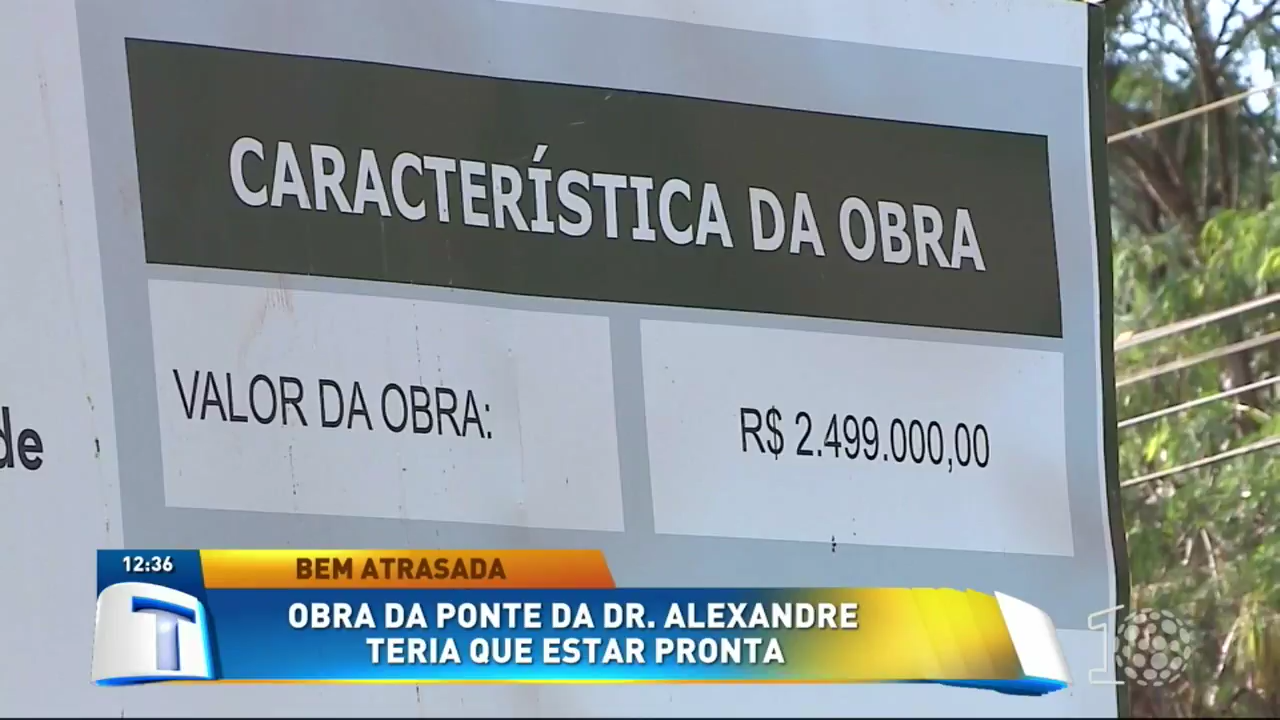 CARACTERÍSTICA DA OBRA
VALOR DA OBRA:
R$ 2.499.000,00
de
12:36
BEM ATRASADA
T
OBRA DA PONTE DA DR. ALEXANDRE
TERIA QUE ESTAR PRONTA
1